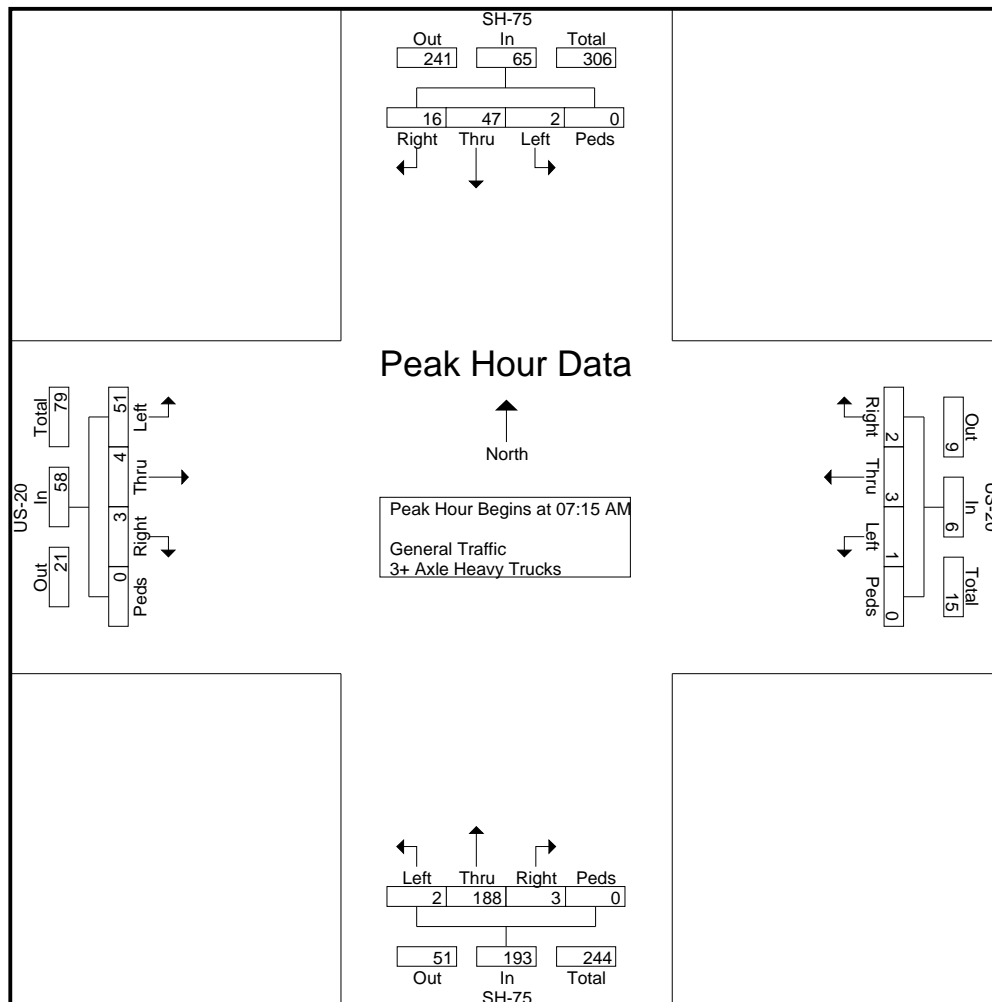 SH-75
Out In Total
241 65 306
16 47 2 0
Right Thru Left Peds
Peak Hour Data
North
Peak Hour Begins at 07:15 AM
General Traffic
3+ Axle Heavy Trucks
US-20
Out In Total
21 58 79
51 4 3 0
Left Thru Right Peds
US-20
Out In Total
9 6 15
2 3 1 0
Right Thru Left Peds
Left Thru Right Peds
2 188 3 0
51 193 244
Out In Total
SH-75